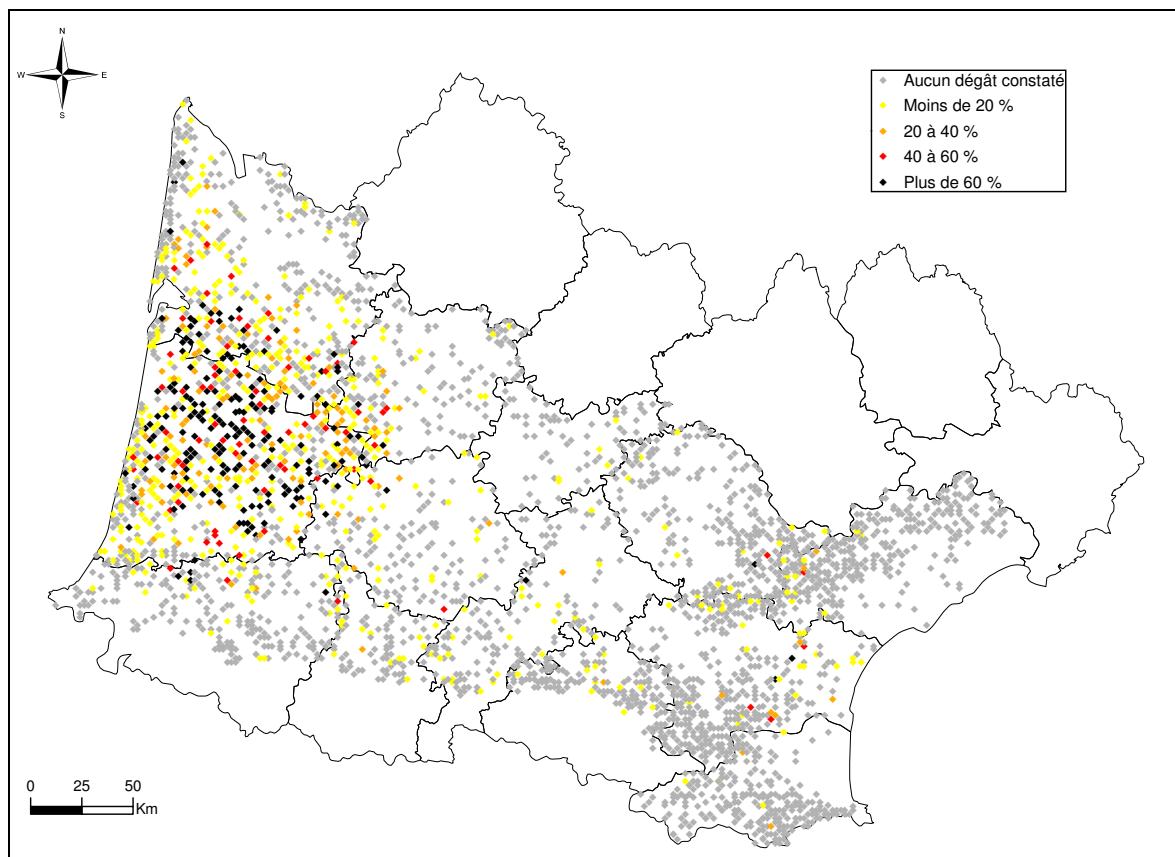 N
W E
S
Aucun dégât constaté
Moins de 20 %
20 à 40 %
40 à 60 %
Plus de 60 %
0 25 50
Km